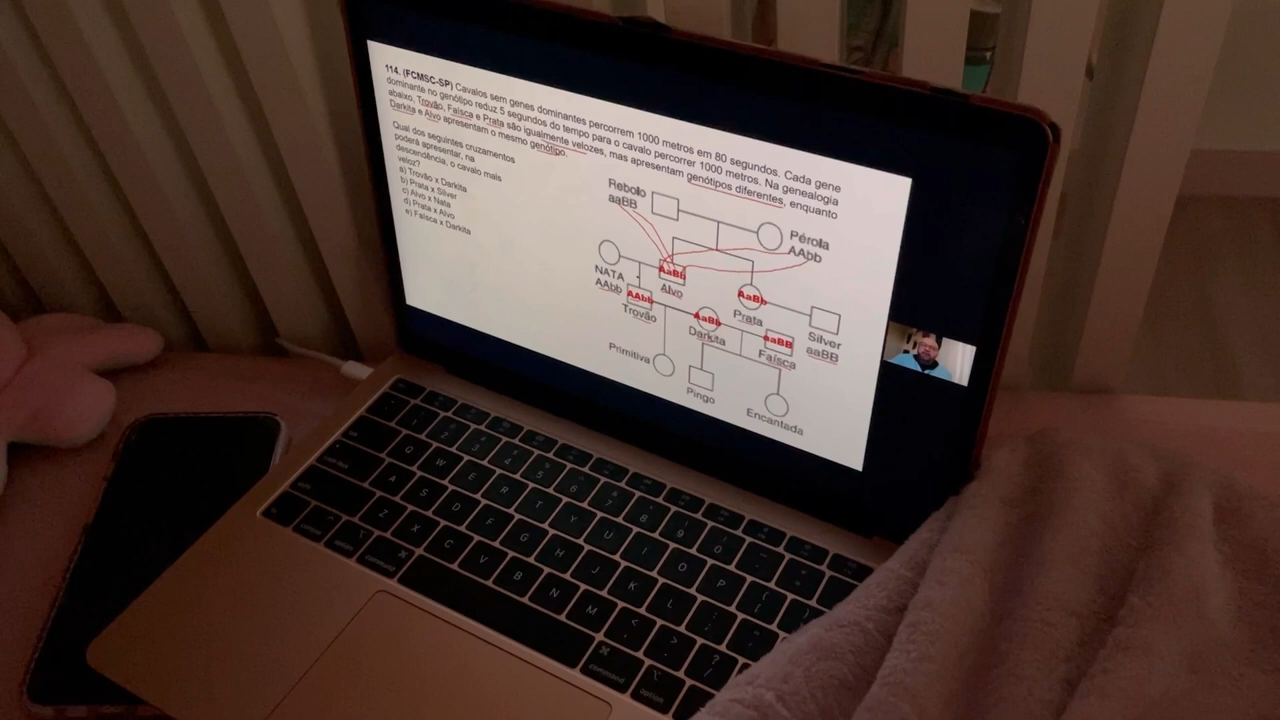 114. (FCMSC-SP) Cavalos sem genes dominantes percorrem 1000 metros em 80 segundos. Cada gene
dominante no genótipo reduz 5 segundos do tempo para o cavalo percorrer 1000 metros. Na genealogia
abaixo, Trovão, Faísca e Prata são igualmente velozes, mas apresentam genótipos diferentes, enquanto
Darkita e Alvo apresentam o mesmo genótipo.
Qual dos seguintes cruzamentos
poderá apresentar, na
descendência, o cavalo mais
veloz?
a) Trovão x Darkita
b) Prata x Silver
c) Alvo x Nata
d) Prata x Alvo
e) Faísca x Darkita
Rebolo
aaBB
Pérola
AAbb
NATA
AAbb
AaBb
Alvo
AaBb
Prata
Silver
aaBB
AAbb
Trovão
AaBb
Darkita
aaBB
Faísca
Primitiva
Pingo
Encantada
Q W E R T Y U I O P
A S D F G H J K L
Z X C V B N M
command
command
option